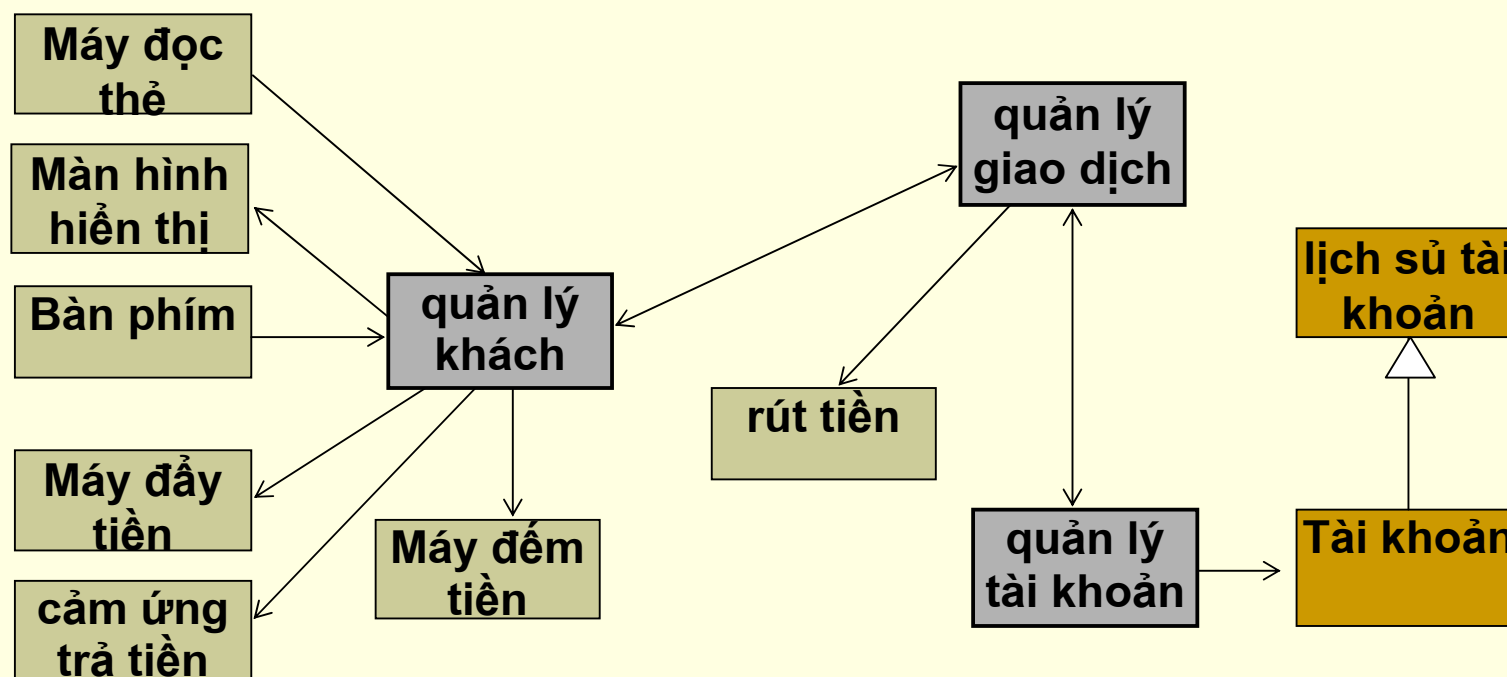 Máy đọc
thẻ
Màn hình
hiển thị
Bàn phím
quản lý
khách
Máy đẩy
tiền
cảm ứng
trả tiền
Máy đếm
tiền
quản lý
giao dịch
rút tiền
quản lý
tài khoản
lịch sủ tài
khoản
Tài khoản